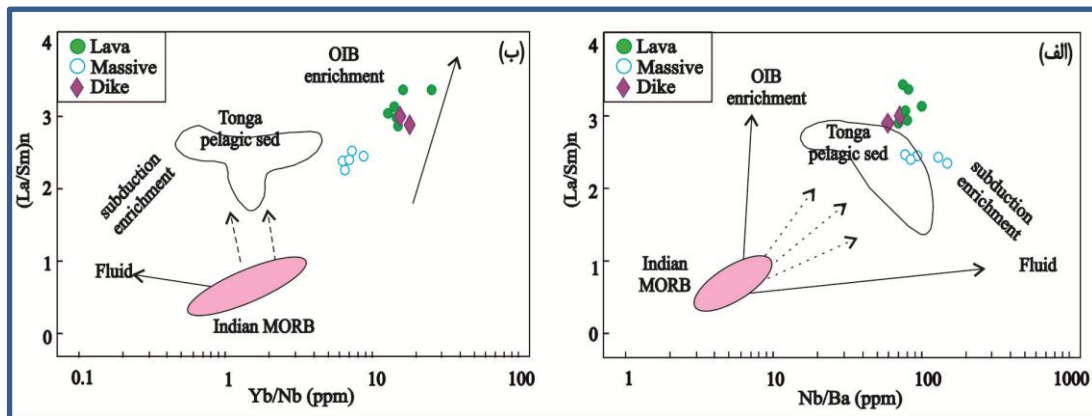 (ب)
4
3
2
1
0
(La/Sm)n
Lava
Massive
Dike
OIB
enrichment
Tonga
pelagic sed
subduction
enrichment
Fluid
Indian MORB
0.1
1
10
100
Yb/Nb (ppm)
(الف)
4
3
2
1
0
(La/Sm)n
Lava
Massive
Dike
OIB
enrichment
Tonga
pelagic sed
subduction
enrichment
Indian
MORB
Fluid
1
10
100
1000
Nb/Ba (ppm)